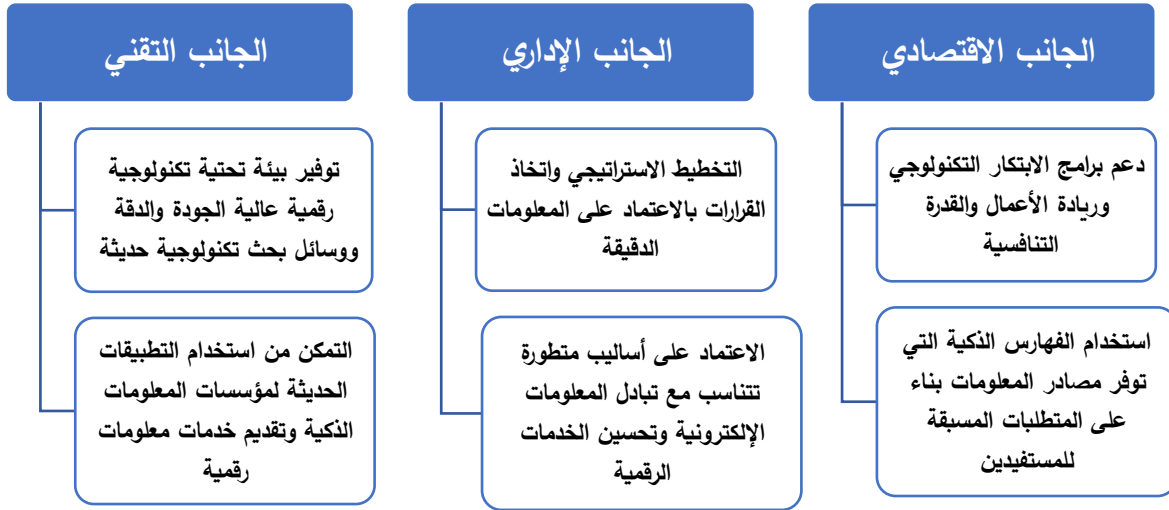 الجانب الاقتصادي
دعم برامج الابتكار التكنولوجي
وريادة الأعمال والقدرة
التنافسية
استخدام الفهارس الذكية التي
توفر مصادر المعلومات بناء
على المتطلبات المسبقة
للمستفيدين
الجانب الإداري
التخطيط الاستراتيجي واتخاذ
القرارات بالاعتماد على المعلومات
الدقيقة
الاعتماد على أساليب متطورة
تتناسب مع تبادل المعلومات
الإلكترونية وتحسين الخدمات
الرقمية
الجانب التقني
توفير بيئة تحتية تكنولوجية
رقمية عالية الجودة والدقة
ووسائل بحث تكنولوجية حديثة
التمكن من استخدام التطبيقات
الحديثة لمؤسسات المعلومات
الذكية وتقديم خدمات معلومات
رقمية